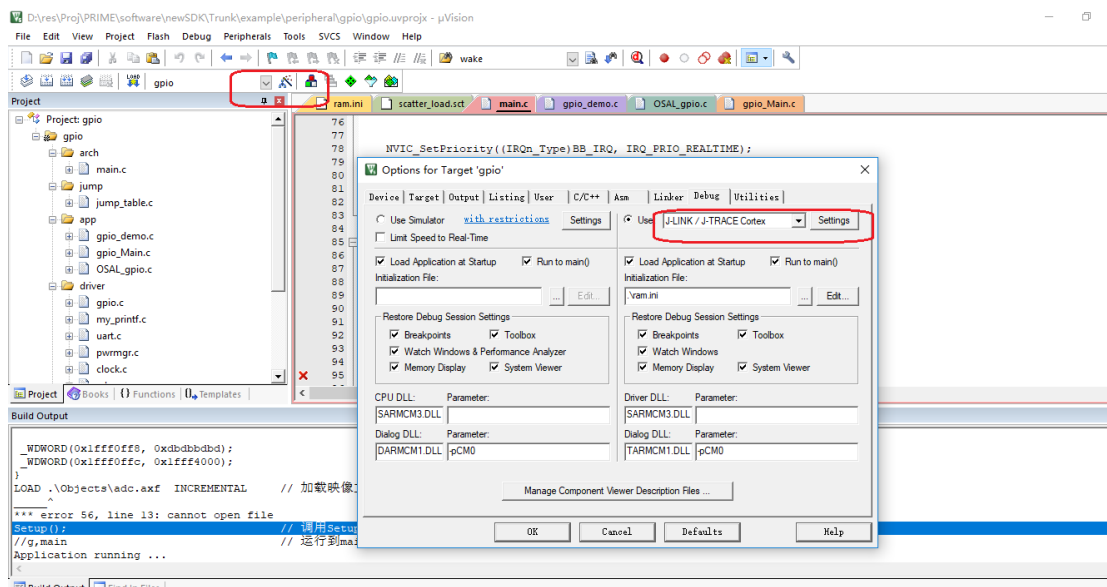 D:\res\Proj\PRIME\software\newSDK\Trunk\example\peripheral\gpio\gpio.uvprojx - µVision
File Edit View Project Flash Debug Peripherals Tools SVCS Window Help
wake
LOAD gpio
Project
ram.ini scatter_load.sct main.c gpio_demo.c OSAL_gpio.c gpio_Main.c
Project: gpio
gpio
arch
main.c
jump
jump_table.c
app
gpio_demo.c
gpio_Main.c
OSAL_gpio.c
driver
gpio.c
my_printf.c
uart.c
pwrmgr.c
clock.c
Project Books {} Functions Templates
76
77
78 NVIC_SetPriority((IRQn_Type)BB_IRQ, IRQ_PRIO_REALTIME);
79
80
81
82
83
84
85
86
87
88
89
90
91
92
93
94
95
Options for Target 'gpio'
Device Target Output Listing User C/C++ Asm Linker Debug Utilities
Use Simulator with restrictions Settings
Use J-LINK / J-TRACE Cortex Settings
Limit Speed to Real-Time
Load Application at Startup Run to main()
Load Application at Startup Run to main()
Initialization File:
Initialization File:
... Edit...
.\ram.ini ... Edit...
Restore Debug Session Settings
Breakpoints Toolbox
Watch Windows & Performance Analyzer
Memory Display System Viewer
Restore Debug Session Settings
Breakpoints Toolbox
Watch Windows
Memory Display System Viewer
CPU DLL: Parameter:
SARMCM3.DLL
Dialog DLL: Parameter:
DARMCM1.DLL -pCM0
Driver DLL: Parameter:
SARMCM3.DLL
Dialog DLL: Parameter:
TARMCM1.DLL -pCM0
Manage Component Viewer Description Files ...
OK Cancel Defaults Help
Build Output
_WDWORD(0x1fff0ff8, 0xdbdbbdbd);
_WDWORD(0x1fff0ffc, 0x1fff4000);
}
LOAD .\Objects\adc.axf INCREMENTAL // 加载映像
^
*** error 56, line 13: cannot open file
Setup(); // 调用Setup
//g,main // 运行到mai
Application running ...